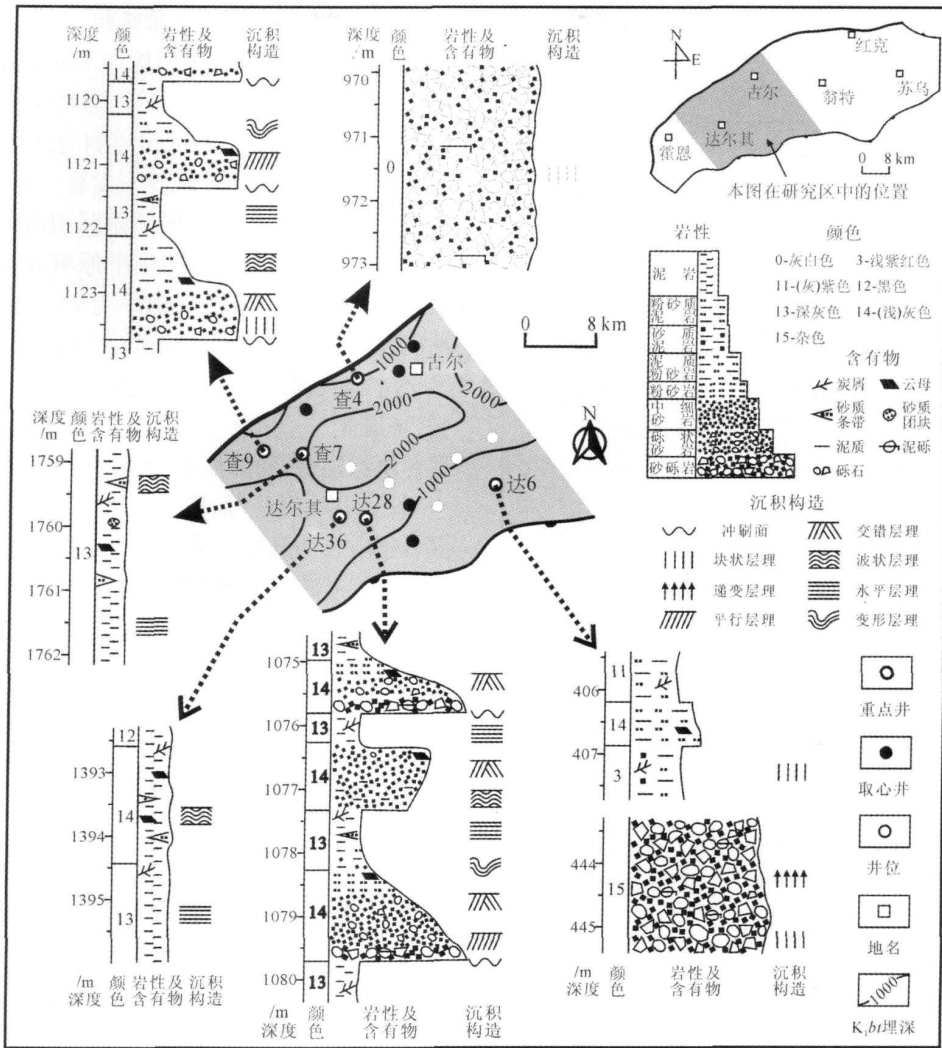 深度/m 颜色 岩性及含有物 沉积构造
14
1120
13
1121
14
13
1122
1123
14
13
深度/m 颜色 岩性及含有物 沉积构造
970
971
0
972
973
N
E
红克
古尔
翁特
苏乌
达尔其
霍恩
0 8 km
本图在研究区中的位置
岩性
泥岩
粉砂质泥岩
砂质泥岩
泥质粉砂岩
粉砂岩
中细砂岩
砾状砂岩
砂砾岩
颜色
0-灰白色 3-浅紫红色
11-(灰)紫色 12-黑色
13-深灰色 14-(浅)灰色
15-杂色
含有物
炭屑 云母
砂质条带 砂质团块
泥质 泥砾
砾石
沉积构造
冲刷面 交错层理
块状层理 波状层理
递变层理 水平层理
平行层理 变形层理
0 8 km
N
1000
古尔
查4
2000
2000
查9
查7
2000
达尔其
达28
1000
达6
达36
深度/m 颜色 岩性及含有物 沉积构造
1759
1760
13
1761
1762
12
1393
14
1394
1395
13
/m深度 颜色 岩性及含有物 沉积构造
13
1075
14
1076
13
14
1077
13
1078
14
1079
1080
13
/m深度 颜色 岩性及含有物 沉积构造
11
406
14
407
3
444
15
445
/m深度 颜色 岩性及含有物 沉积构造
重点井
取心井
井位
地名
1000
K₁bt埋深